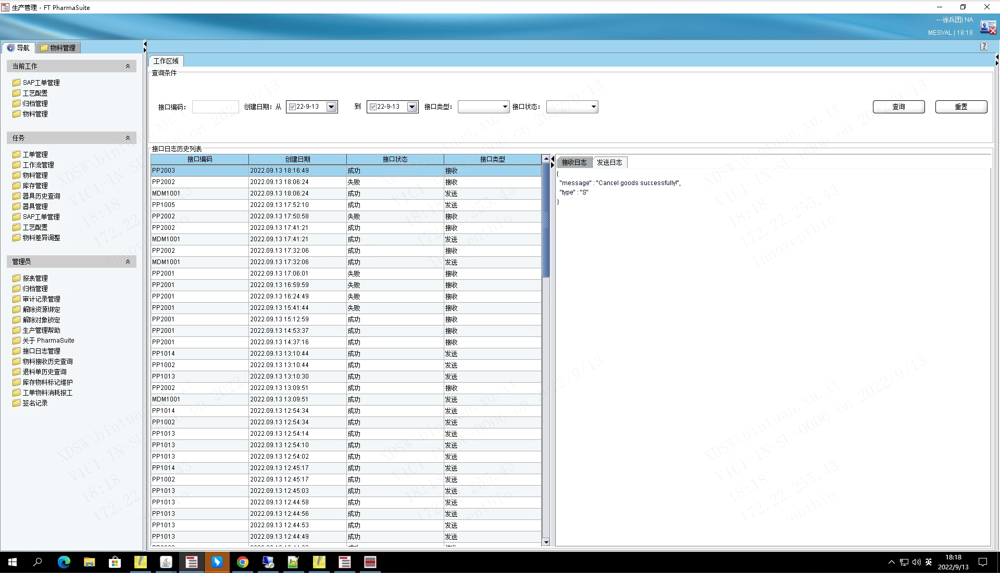 生产管理 - FT PharmaSuite
---徐兵团| NA
MESVAL | 18:18
导航
物料管理
当前工作
SAP工单管理
工艺配置
归档管理
物料管理
任务
工单管理
工作流管理
物料管理
库存管理
器具历史查询
器具管理
SAP工单管理
工艺配置
物料差异调整
管理员
报表管理
归档管理
审计记录管理
解除资源绑定
解除对象锁定
生产管理帮助
关于 PharmaSuite
接口日志管理
物料接收历史查询
退料单历史查询
库存物料标记维护
工单物料消耗报工
签名记录
工作区域
查询条件
接口编码: 创建日期: 从 22-9-13 到 22-9-13 接口类型: 接口状态: 查询 重置
接口日志历史列表
接口编码 创建日期 接口状态 接口类型
PP2003 2022.09.13 18:16:49 成功 接收
PP2002 2022.09.13 18:06:24 失败 接收
MDM1001 2022.09.13 18:06:24 成功 发送
PP1005 2022.09.13 17:52:10 成功 发送
PP2002 2022.09.13 17:50:58 失败 接收
PP2002 2022.09.13 17:41:21 成功 接收
MDM1001 2022.09.13 17:41:21 成功 发送
PP2002 2022.09.13 17:32:06 成功 接收
MDM1001 2022.09.13 17:32:06 成功 发送
PP2001 2022.09.13 17:06:01 失败 接收
PP2001 2022.09.13 16:59:59 失败 接收
PP2001 2022.09.13 16:24:49 失败 接收
PP2001 2022.09.13 15:41:44 失败 接收
PP2001 2022.09.13 15:12:59 成功 接收
PP2001 2022.09.13 14:53:37 成功 接收
PP2001 2022.09.13 14:37:16 成功 接收
PP1014 2022.09.13 13:10:44 成功 发送
PP1002 2022.09.13 13:10:44 成功 发送
PP1013 2022.09.13 13:10:30 成功 发送
PP2002 2022.09.13 13:09:51 成功 接收
MDM1001 2022.09.13 13:09:51 成功 发送
PP1014 2022.09.13 12:54:34 成功 发送
PP1002 2022.09.13 12:54:34 成功 发送
PP1013 2022.09.13 12:54:14 成功 发送
PP1013 2022.09.13 12:54:10 成功 发送
PP1013 2022.09.13 12:54:02 成功 发送
PP1014 2022.09.13 12:45:17 成功 发送
PP1002 2022.09.13 12:45:17 成功 发送
PP1013 2022.09.13 12:45:03 成功 发送
PP1013 2022.09.13 12:44:58 成功 发送
PP1013 2022.09.13 12:44:56 成功 发送
PP1013 2022.09.13 12:44:53 成功 发送
PP1013 2022.09.13 12:44:49 成功 发送
接收日志 发送日志
{
"message" : "Cancel goods successfully!",
"type" : "S"
}
XDSW\bintuan.xu.it
V1C1-IN-SU-0006 on 2022/9/13
18:18
172.22.255.43
Innoventbio
英
18:18
2022/9/13